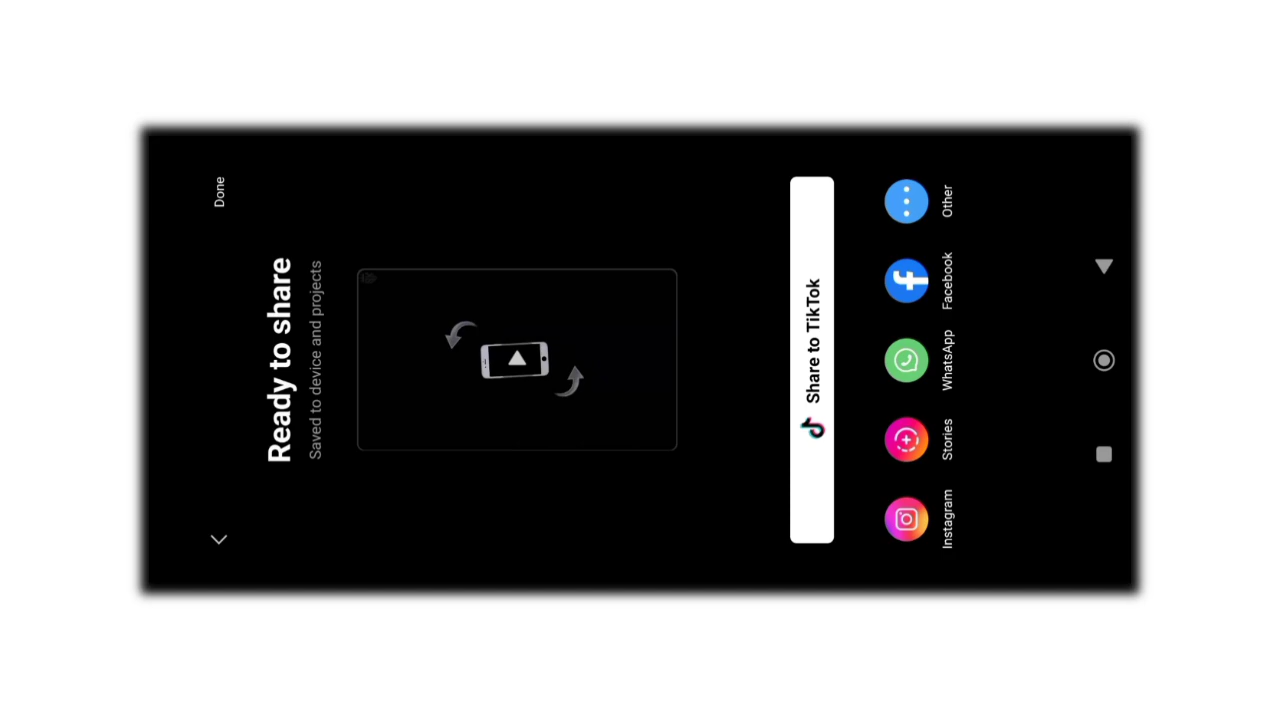 Done
Ready to share
Saved to device and projects
Share to TikTok
Instagram
Stories
WhatsApp
Facebook
Other